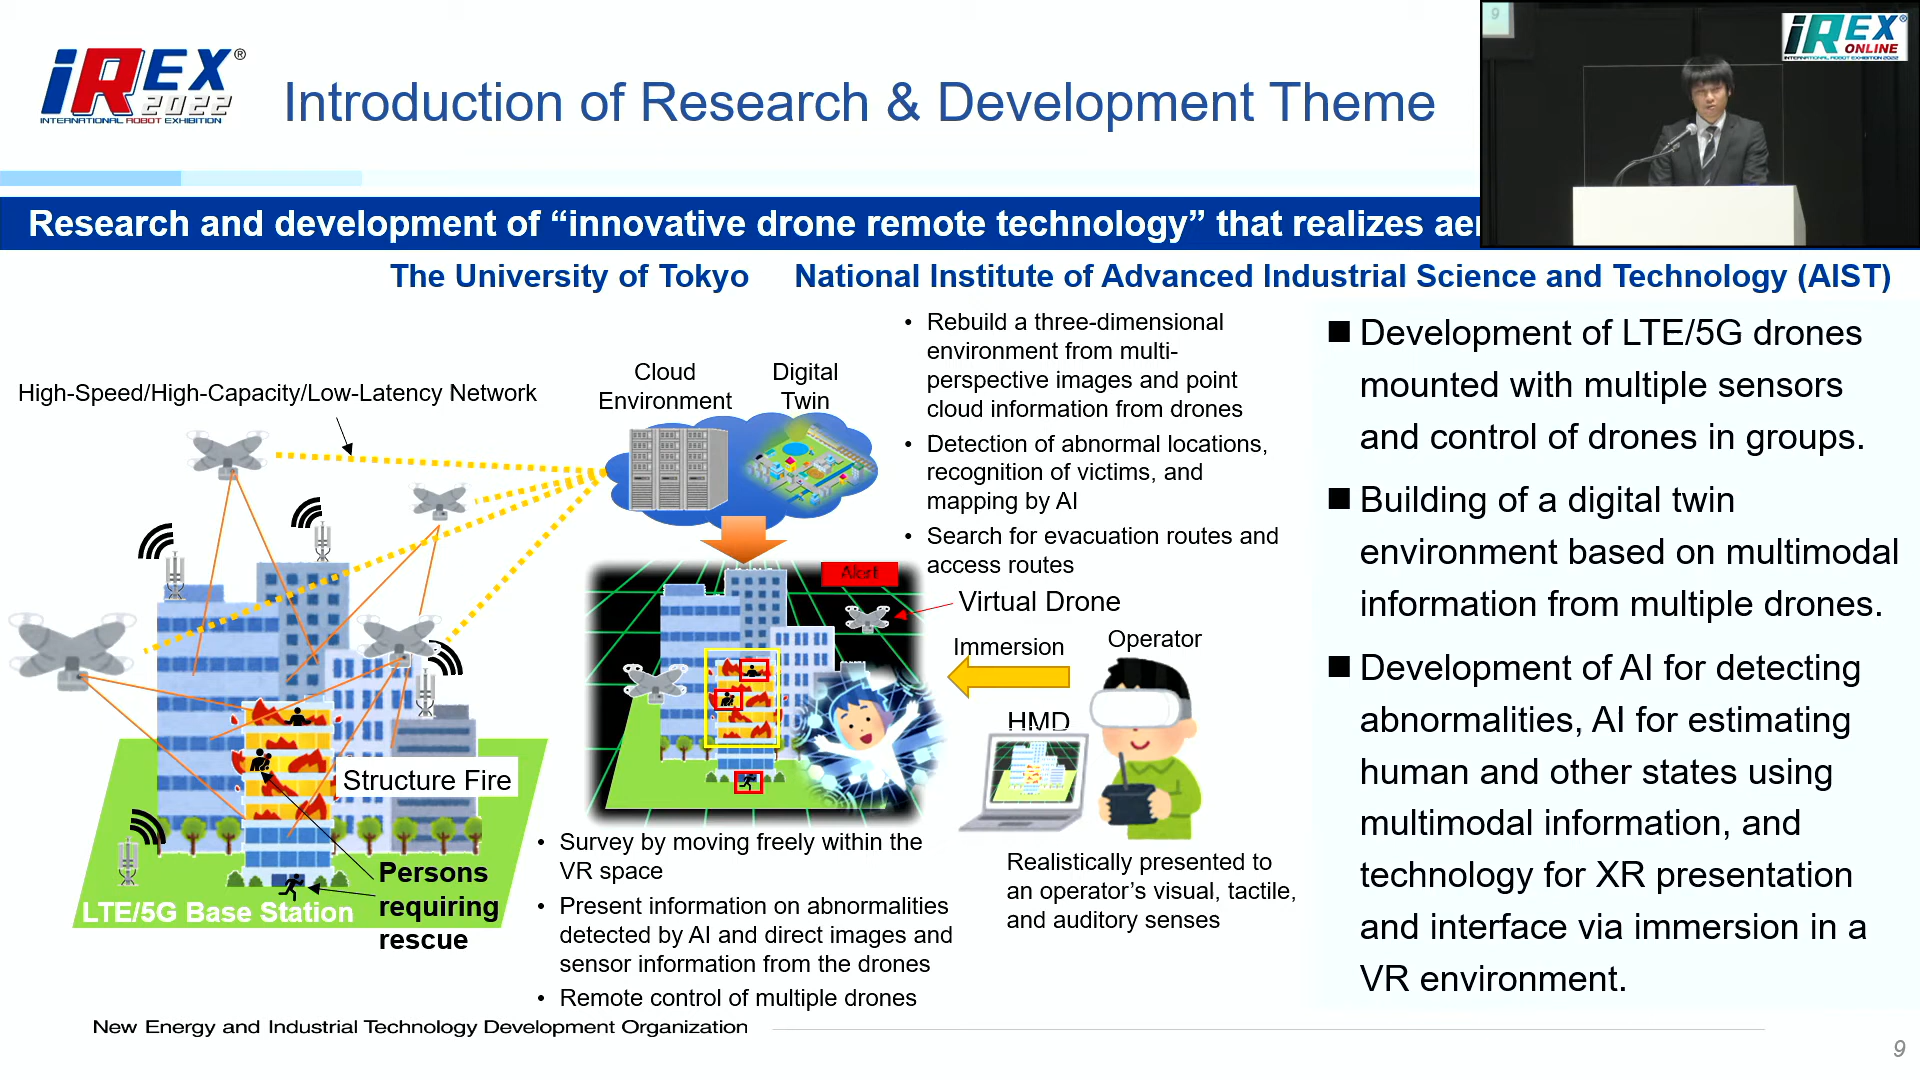 iREX 2022
INTERNATIONAL ROBOT EXHIBITION
Introduction of Research & Development Theme
9
iREX ONLINE
INTERNATIONAL ROBOT EXHIBITION 2022
Research and development of “innovative drone remote technology” that realizes
The University of Tokyo
National Institute of Advanced Industrial Science and Technology (AIST)
High-Speed/High-Capacity/Low-Latency Network
Cloud
Environment
Digital
Twin
• Rebuild a three-dimensional
environment from multi-
perspective images and point
cloud information from drones
• Detection of abnormal locations,
recognition of victims, and
mapping by AI
• Search for evacuation routes and
access routes
Alert
Virtual Drone
Immersion
Operator
HMD
Structure Fire
Persons
requiring
rescue
LTE/5G Base Station
Realistically presented to
an operator’s visual, tactile,
and auditory senses
• Survey by moving freely within the
VR space
• Present information on abnormalities
detected by AI and direct images and
sensor information from the drones
• Remote control of multiple drones
■ Development of LTE/5G drones
mounted with multiple sensors
and control of drones in groups.
■ Building of a digital twin
environment based on multimodal
information from multiple drones.
■ Development of AI for detecting
abnormalities, AI for estimating
human and other states using
multimodal information, and
technology for XR presentation
and interface via immersion in a
VR environment.
New Energy and Industrial Technology Development Organization
9